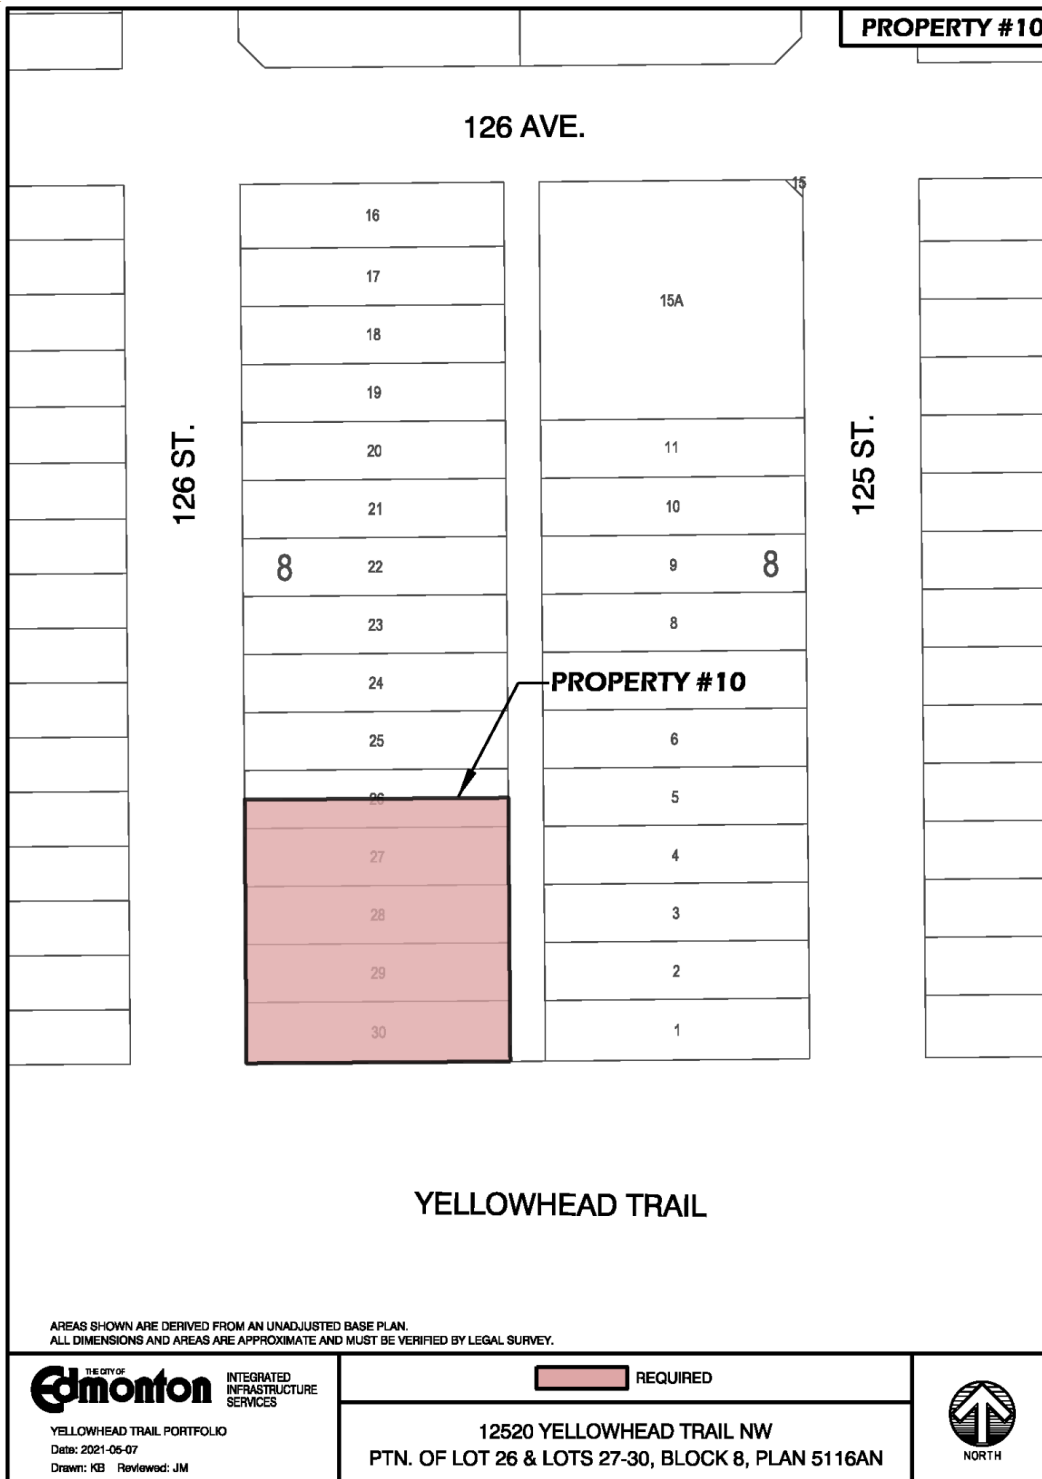 PROPERTY #10
126 AVE.
16
17
18
19
20
21
22
23
24
25
26
27
28
29
30
8
15
15A
11
10
9
8
8
PROPERTY #10
6
5
4
3
2
1
126 ST.
125 ST.
YELLOWHEAD TRAIL
AREAS SHOWN ARE DERIVED FROM AN UNADJUSTED BASE PLAN.
ALL DIMENSIONS AND AREAS ARE APPROXIMATE AND MUST BE VERIFIED BY LEGAL SURVEY.
THE CITY OF
Edmonton
INTEGRATED
INFRASTRUCTURE
SERVICES
YELLOWHEAD TRAIL PORTFOLIO
Date: 2021-05-07
Drawn: KB Reviewed: JM
REQUIRED
12520 YELLOWHEAD TRAIL NW
PTN. OF LOT 26 & LOTS 27-30, BLOCK 8, PLAN 5116AN
NORTH